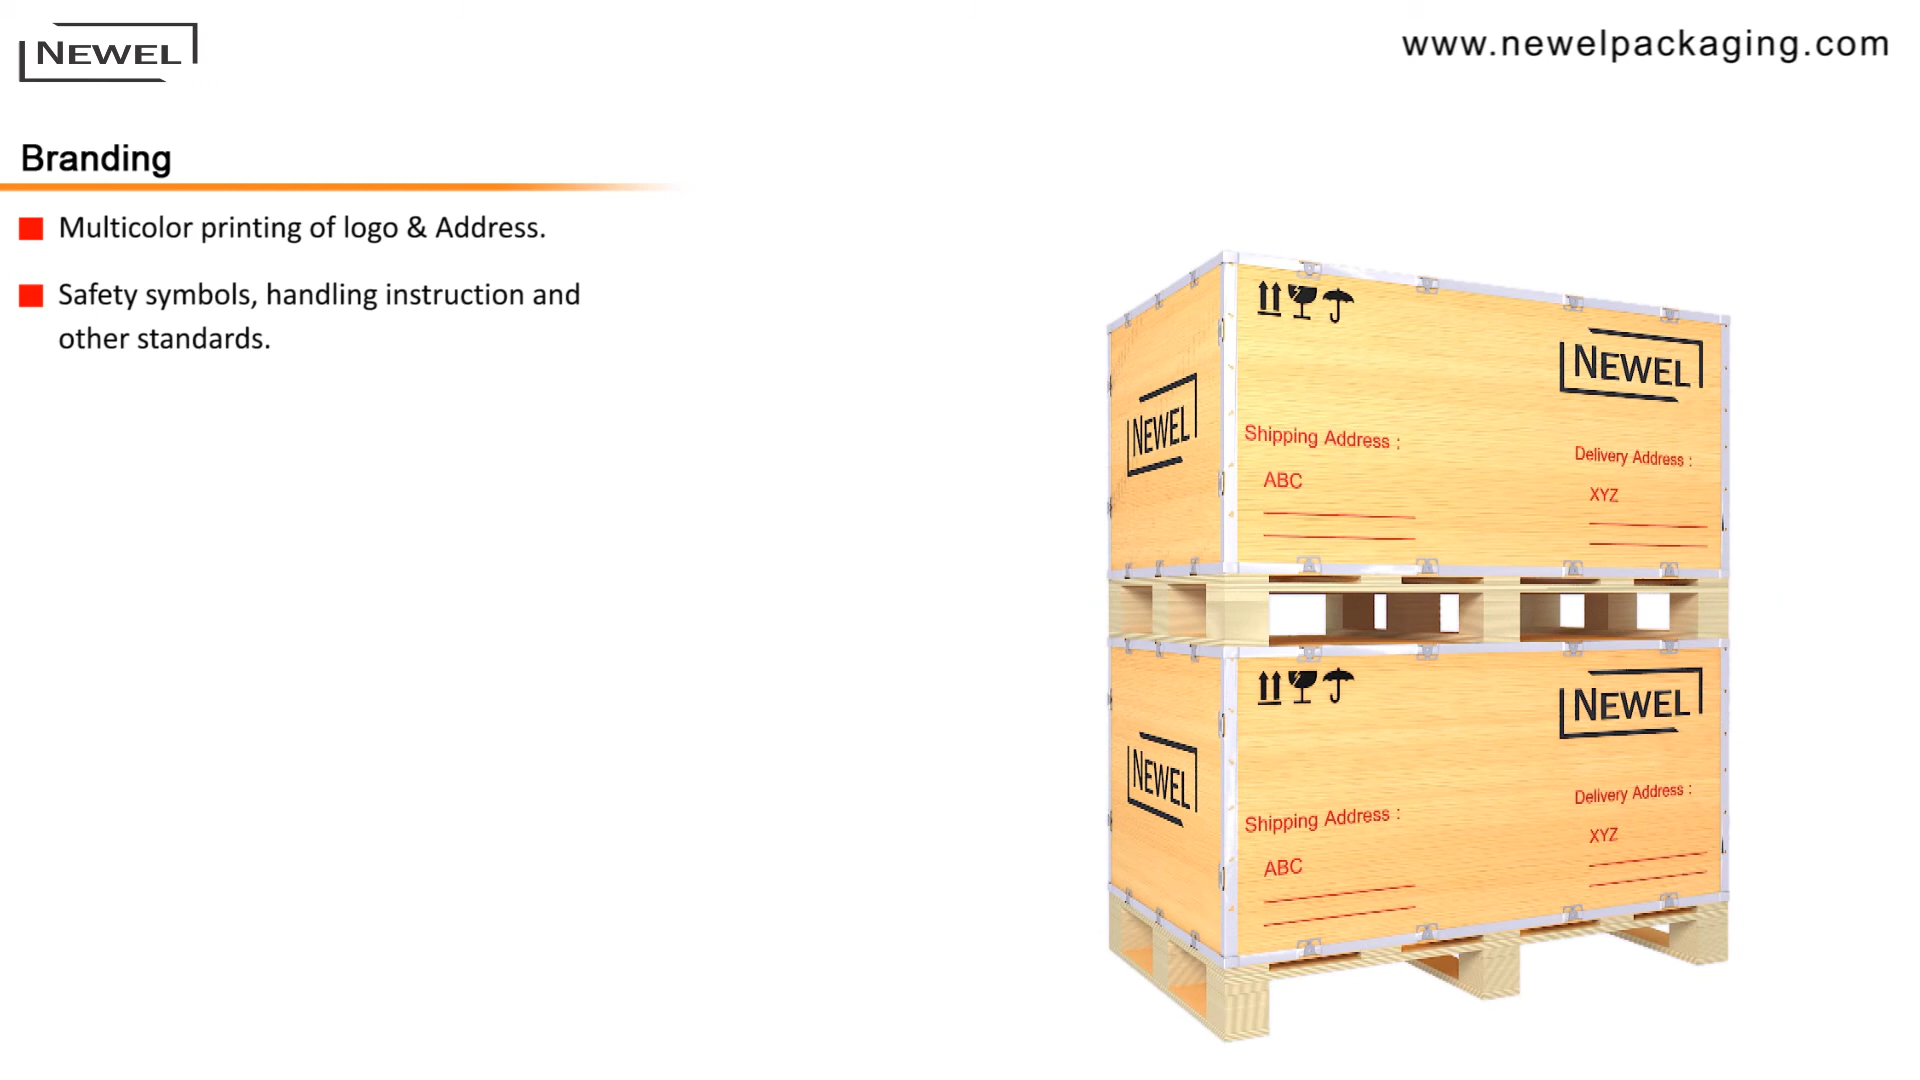 NEWEL
www.newelpackaging.com
Branding
Multicolor printing of logo & Address.
Safety symbols, handling instruction and
other standards.
NEWEL
NEWEL
Shipping Address :
Delivery Address :
ABC
XYZ
NEWEL
NEWEL
Shipping Address :
Delivery Address :
ABC
XYZ